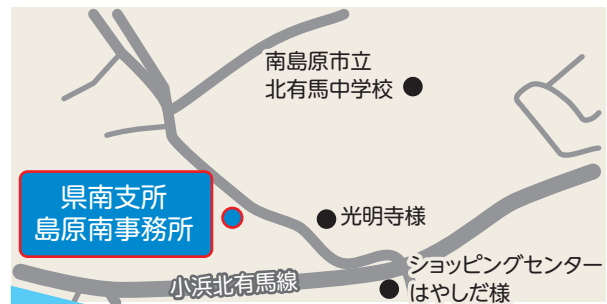 南島原市立
北有馬中学校
県南支所
島原南事務所
光明寺様
ショッピングセンター
はやしだ様
小浜北有馬線